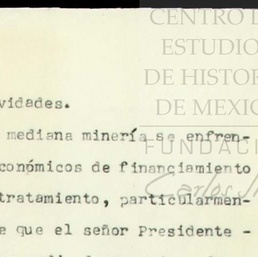 CENTRO D
ESTUDIO
DE HISTOR
DE MEXIC
FUNDACI
Carlos
vidades.
mediana minería se enfren-
conómicos de financiamiento
tratamiento, particularmen-
e que el señor Presidente -